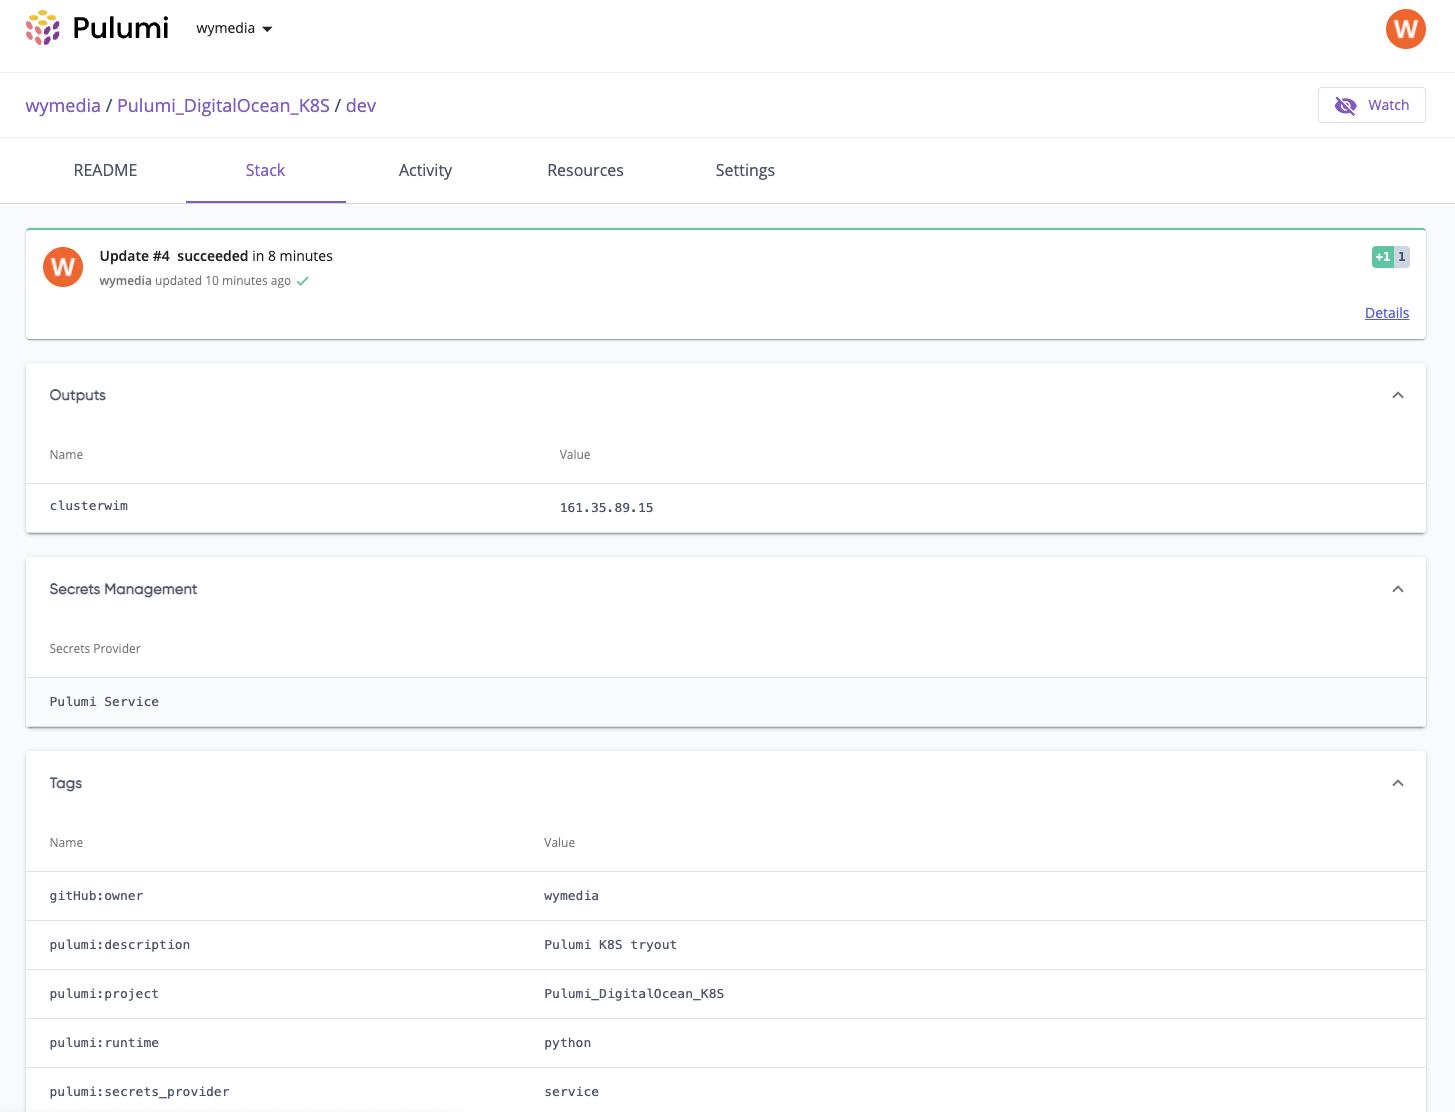 Pulumi wymedia
W
wymedia / Pulumi_DigitalOcean_K8S / dev
Watch
README Stack Activity Resources Settings
W
Update #4 succeeded in 8 minutes
+1 1
wymedia updated 10 minutes ago
Details
Outputs
Name Value
clusterwim 161.35.89.15
Secrets Management
Secrets Provider
Pulumi Service
Tags
Name Value
gitHub:owner wymedia
pulumi:description Pulumi K8S tryout
pulumi:project Pulumi_DigitalOcean_K8S
pulumi:runtime python
pulumi:secrets_provider service